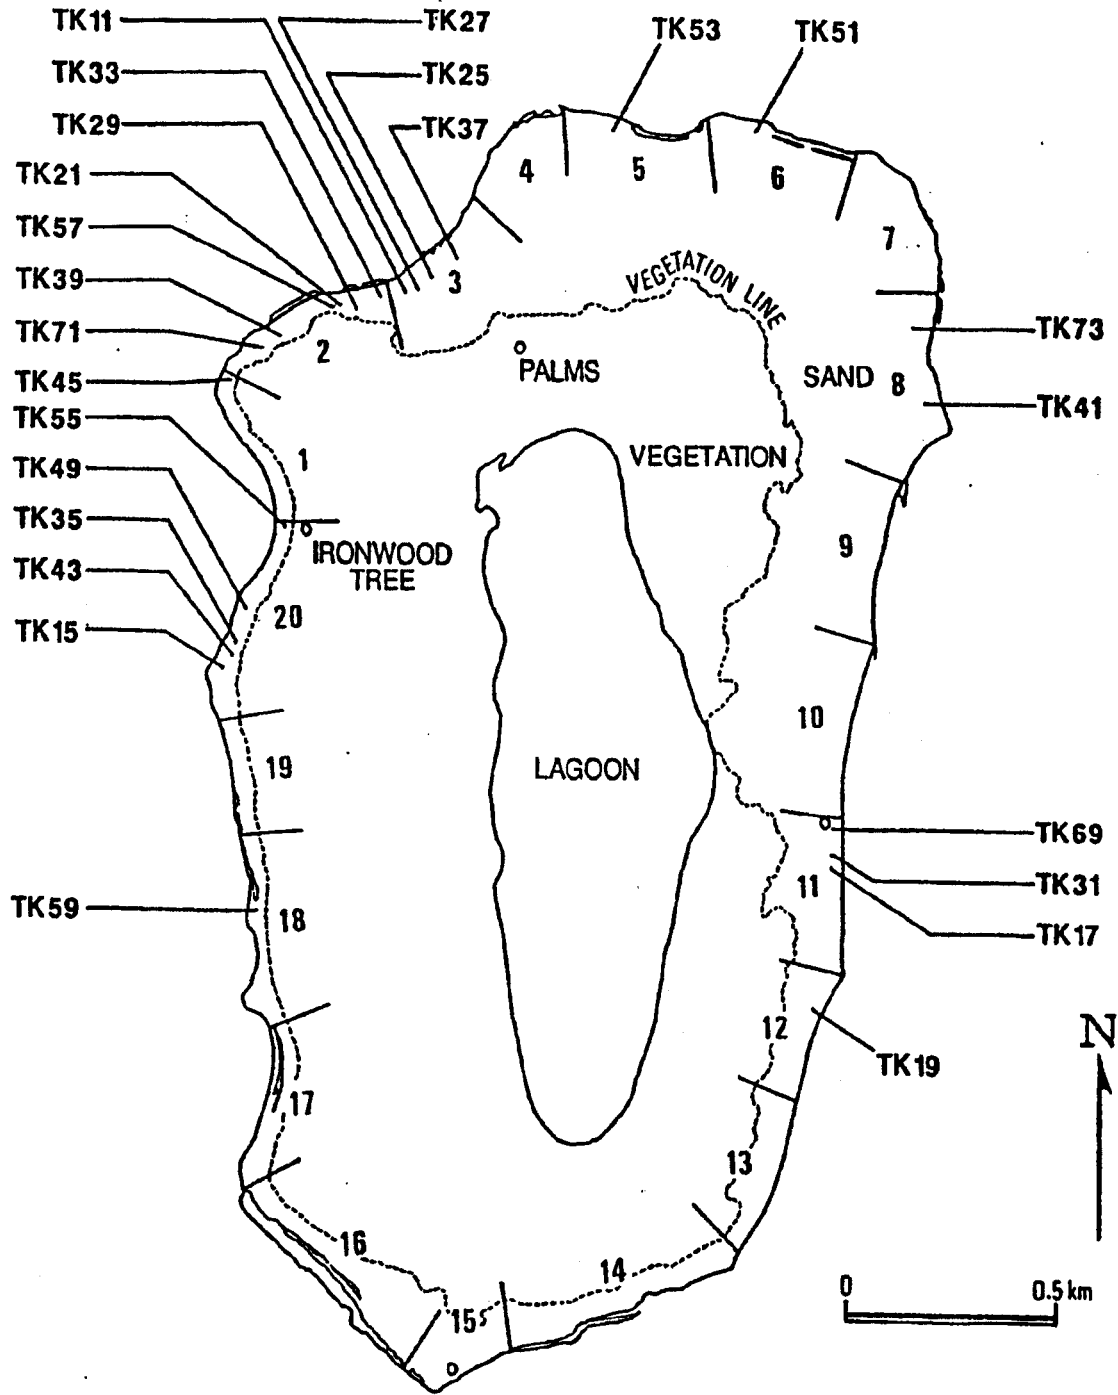 TK11
TK27
TK53
TK51
TK33
TK25
TK29
TK37
4
5
6
TK21
TK57
7
TK39
3
VEGETATION LINE
TK71
2
TK73
TK45
PALMS
SAND
8
TK55
TK41
1
VEGETATION
TK49
TK35
IRONWOOD
TREE
9
TK43
20
TK15
10
19
LAGOON
TK69
11
TK31
TK59
18
TK17
12
TK19
N
17
13
16
14
15
0
0.5 km